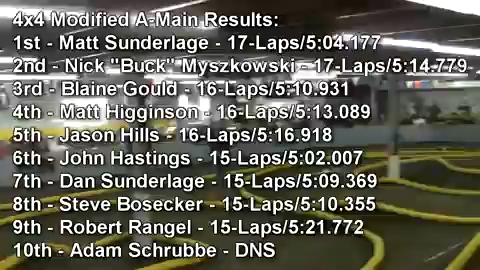 4x4 Modified A-Main Results:
1st - Matt Sunderlage - 17-Laps/5:04.177
2nd - Nick "Buck" Myszkowski - 17-Laps/5:14.779
3rd - Blaine Gould - 16-Laps/5:10.931
4th - Matt Higginson - 16-Laps/5:13.089
5th - Jason Hills - 16-Laps/5:16.918
6th - John Hastings - 15-Laps/5:02.007
7th - Dan Sunderlage - 15-Laps/5:09.369
8th - Steve Bosecker - 15-Laps/5:10.355
9th - Robert Rangel - 15-Laps/5:21.772
10th - Adam Schrubbe - DNS